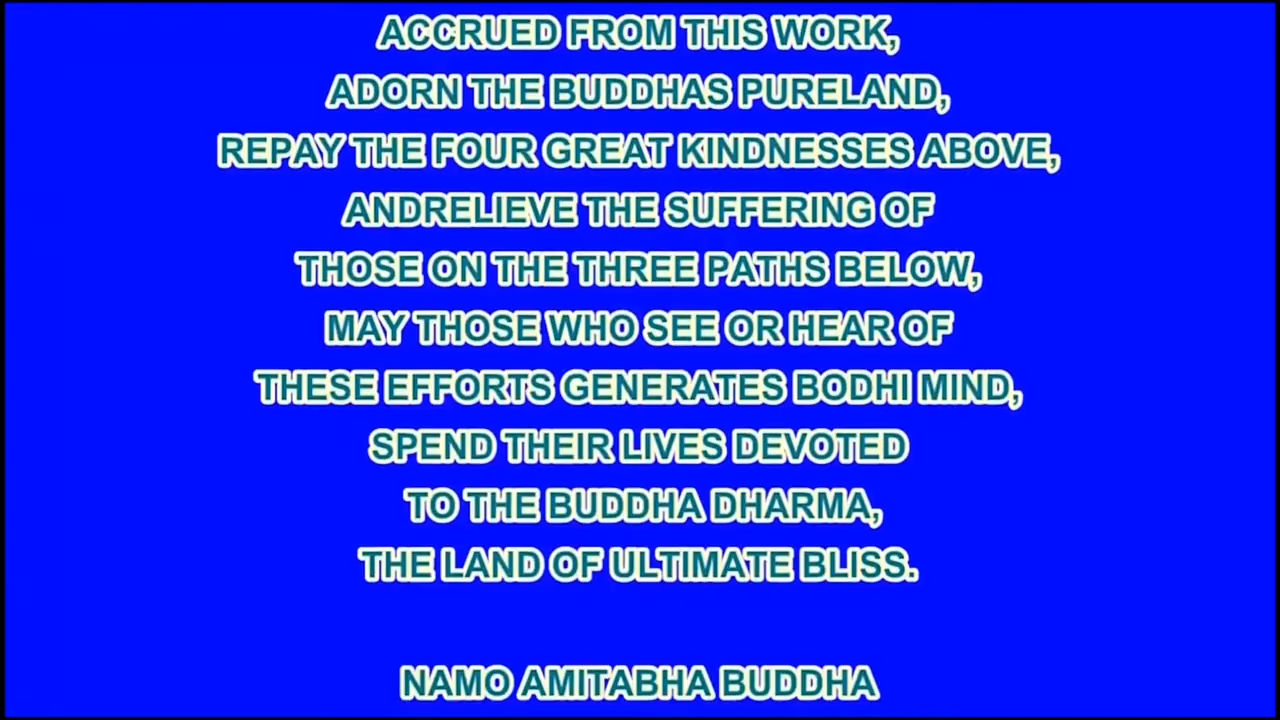 ACCRUED FROM THIS WORK,
ADORN THE BUDDHAS PURELAND,
REPAY THE FOUR GREAT KINDNESSES ABOVE,
ANDRELIEVE THE SUFFERING OF
THOSE ON THE THREE PATHS BELOW,
MAY THOSE WHO SEE OR HEAR OF
THESE EFFORTS GENERATES BODHI MIND,
SPEND THEIR LIVES DEVOTED
TO THE BUDDHA DHARMA,
THE LAND OF ULTIMATE BLISS.
NAMO AMITABHA BUDDHA